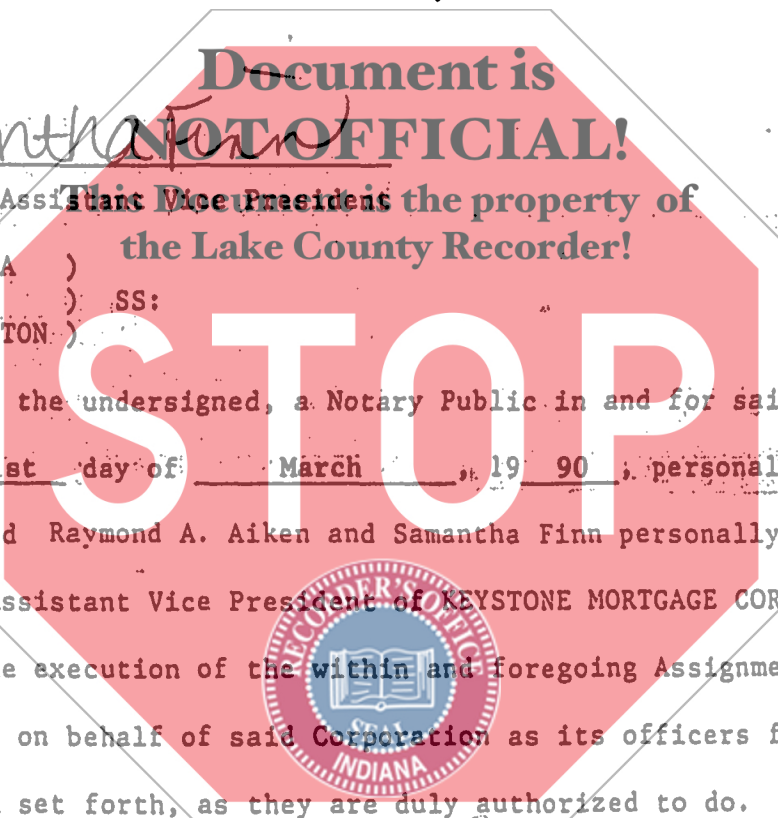 Document is
NOT OFFICIAL!
This Document is the property of
the Lake County Recorder!
ntha Finn
Assistant Vice President
A )
) SS:
TON )
STOP
the undersigned, a Notary Public in and for sai
1st day of March , 19 90 , personal
d Raymond A. Aiken and Samantha Finn personally
ssistant Vice President of KEYSTONE MORTGAGE COR
e execution of the within and foregoing Assignme
on behalf of said Corporation as its officers f
set forth, as they are duly authorized to do.
RECORDER'S OFFICE
SEAL
INDIANA